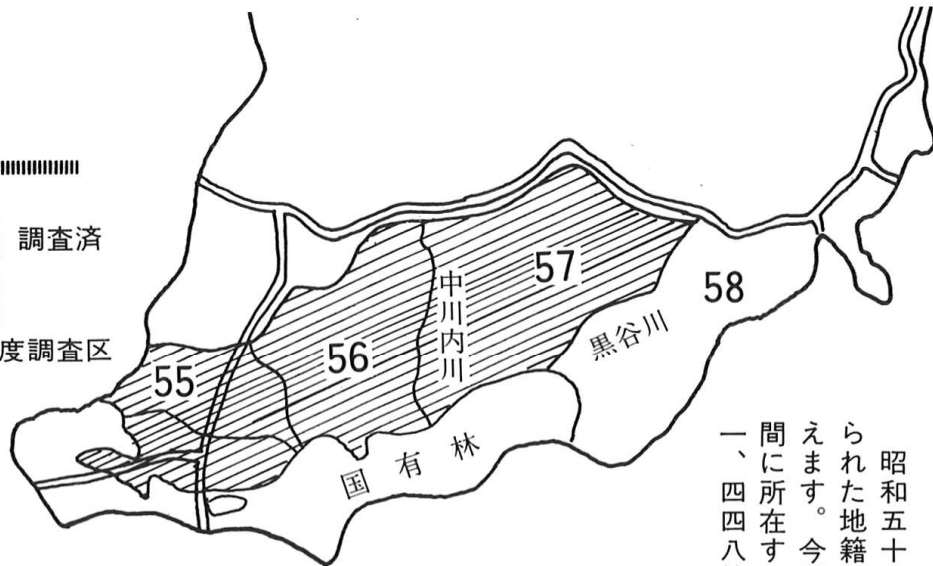 調査済
度調査区
55
56
57
58
中川内川
黒谷川
国有林
昭和五十
られた地籍
えます。今
間に所在す
一、四四八